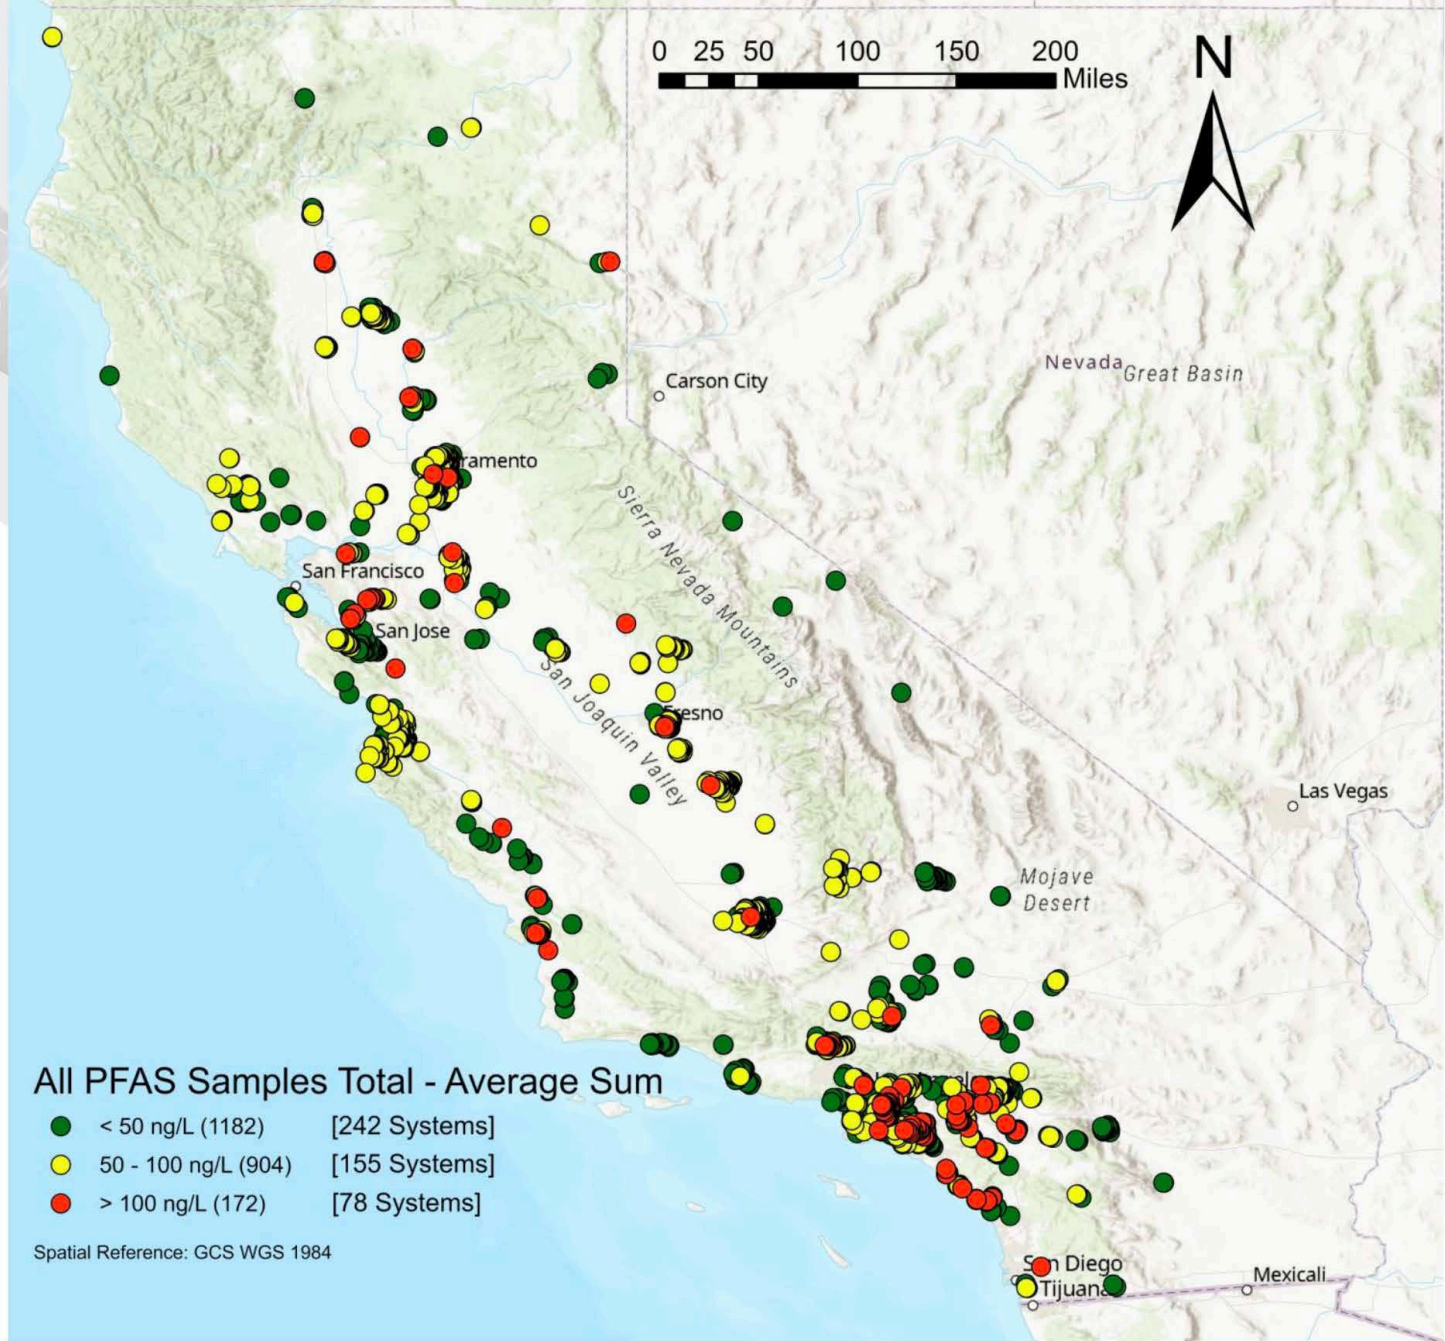 0 25 50 100 150 200
Miles
N
Carson City
Nevada
Great Basin
ramento
Sierra Nevada Mountains
San Francisco
San Jose
San Joaquin Valley
Fresno
Las Vegas
Mojave
Desert
All PFAS Samples Total - Average Sum
< 50 ng/L (1182) [242 Systems]
50 - 100 ng/L (904) [155 Systems]
> 100 ng/L (172) [78 Systems]
Spatial Reference: GCS WGS 1984
San Diego
Tijuana
Mexicali